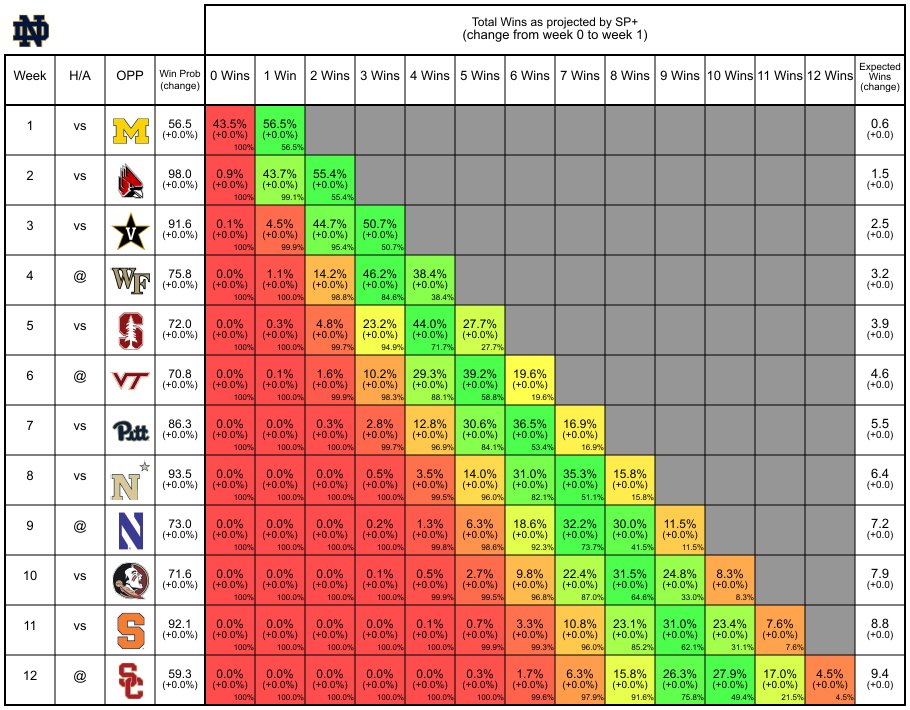 ND
Total Wins as projected by SP+
(change from week 0 to week 1)
Week H/A OPP Win Prob (change) 0 Wins 1 Win 2 Wins 3 Wins 4 Wins 5 Wins 6 Wins 7 Wins 8 Wins 9 Wins 10 Wins 11 Wins 12 Wins Expected Wins (change)
1 vs M 56.5 43.5% 56.5% 0.6
(+0.0%) (+0.0%) (+0.0%) (+0.0)
100% 56.5%
2 vs 98.0 0.9% 43.7% 55.4% 1.5
(+0.0%) (+0.0%) (+0.0%) (+0.0%) (+0.0)
100% 99.1% 55.4%
3 vs V 91.6 0.1% 4.5% 44.7% 50.7% 2.5
(+0.0%) (+0.0%) (+0.0%) (+0.0%) (+0.0%) (+0.0)
100% 99.9% 95.4% 50.7%
4 @ WF 75.8 0.0% 1.1% 14.2% 46.2% 38.4% 3.2
(+0.0%) (+0.0%) (+0.0%) (+0.0%) (+0.0%) (+0.0%) (+0.0)
100% 100.0% 98.8% 84.6% 38.4%
5 vs S 72.0 0.0% 0.3% 4.8% 23.2% 44.0% 27.7% 3.9
(+0.0%) (+0.0%) (+0.0%) (+0.0%) (+0.0%) (+0.0%) (+0.0%) (+0.0)
100% 100.0% 99.7% 94.9% 71.7% 27.7%
6 @ VT 70.8 0.0% 0.1% 1.6% 10.2% 29.3% 39.2% 19.6% 4.6
(+0.0%) (+0.0%) (+0.0%) (+0.0%) (+0.0%) (+0.0%) (+0.0%) (+0.0%) (+0.0)
100% 100.0% 99.9% 98.3% 88.1% 58.8% 19.6%
7 vs Pitt 86.3 0.0% 0.0% 0.3% 2.8% 12.8% 30.6% 36.5% 16.9% 5.5
(+0.0%) (+0.0%) (+0.0%) (+0.0%) (+0.0%) (+0.0%) (+0.0%) (+0.0%) (+0.0%) (+0.0)
100% 100.0% 100.0% 99.7% 96.9% 84.1% 53.4% 16.9%
8 vs N 93.5 0.0% 0.0% 0.0% 0.5% 3.5% 14.0% 31.0% 35.3% 15.8% 6.4
(+0.0%) (+0.0%) (+0.0%) (+0.0%) (+0.0%) (+0.0%) (+0.0%) (+0.0%) (+0.0%) (+0.0%) (+0.0)
100% 100.0% 100.0% 100.0% 99.5% 96.0% 82.1% 51.1% 15.8%
9 @ N 73.0 0.0% 0.0% 0.0% 0.2% 1.3% 6.3% 18.6% 32.2% 30.0% 11.5% 7.2
(+0.0%) (+0.0%) (+0.0%) (+0.0%) (+0.0%) (+0.0%) (+0.0%) (+0.0%) (+0.0%) (+0.0%) (+0.0%) (+0.0)
100% 100.0% 100.0% 100.0% 99.8% 98.6% 92.3% 73.7% 41.5% 11.5%
10 vs 71.6 0.0% 0.0% 0.0% 0.1% 0.5% 2.7% 9.8% 22.4% 31.5% 24.8% 8.3% 7.9
(+0.0%) (+0.0%) (+0.0%) (+0.0%) (+0.0%) (+0.0%) (+0.0%) (+0.0%) (+0.0%) (+0.0%) (+0.0%) (+0.0%) (+0.0)
100% 100.0% 100.0% 100.0% 99.9% 99.5% 96.8% 87.0% 64.6% 33.0% 8.3%
11 vs S 92.1 0.0% 0.0% 0.0% 0.0% 0.1% 0.7% 3.3% 10.8% 23.1% 31.0% 23.4% 7.6% 8.8
(+0.0%) (+0.0%) (+0.0%) (+0.0%) (+0.0%) (+0.0%) (+0.0%) (+0.0%) (+0.0%) (+0.0%) (+0.0%) (+0.0%) (+0.0%) (+0.0)
100% 100.0% 100.0% 100.0% 100.0% 99.9% 99.3% 96.0% 85.2% 62.1% 31.1% 7.6%
12 @ SC 59.3 0.0% 0.0% 0.0% 0.0% 0.0% 0.3% 1.7% 6.3% 15.8% 26.3% 27.9% 17.0% 4.5% 9.4
(+0.0%) (+0.0%) (+0.0%) (+0.0%) (+0.0%) (+0.0%) (+0.0%) (+0.0%) (+0.0%) (+0.0%) (+0.0%) (+0.0%) (+0.0%) (+0.0%) (+0.0)
100% 100.0% 100.0% 100.0% 100.0% 100.0% 99.6% 97.9% 91.6% 75.8% 49.4% 21.5% 4.5%